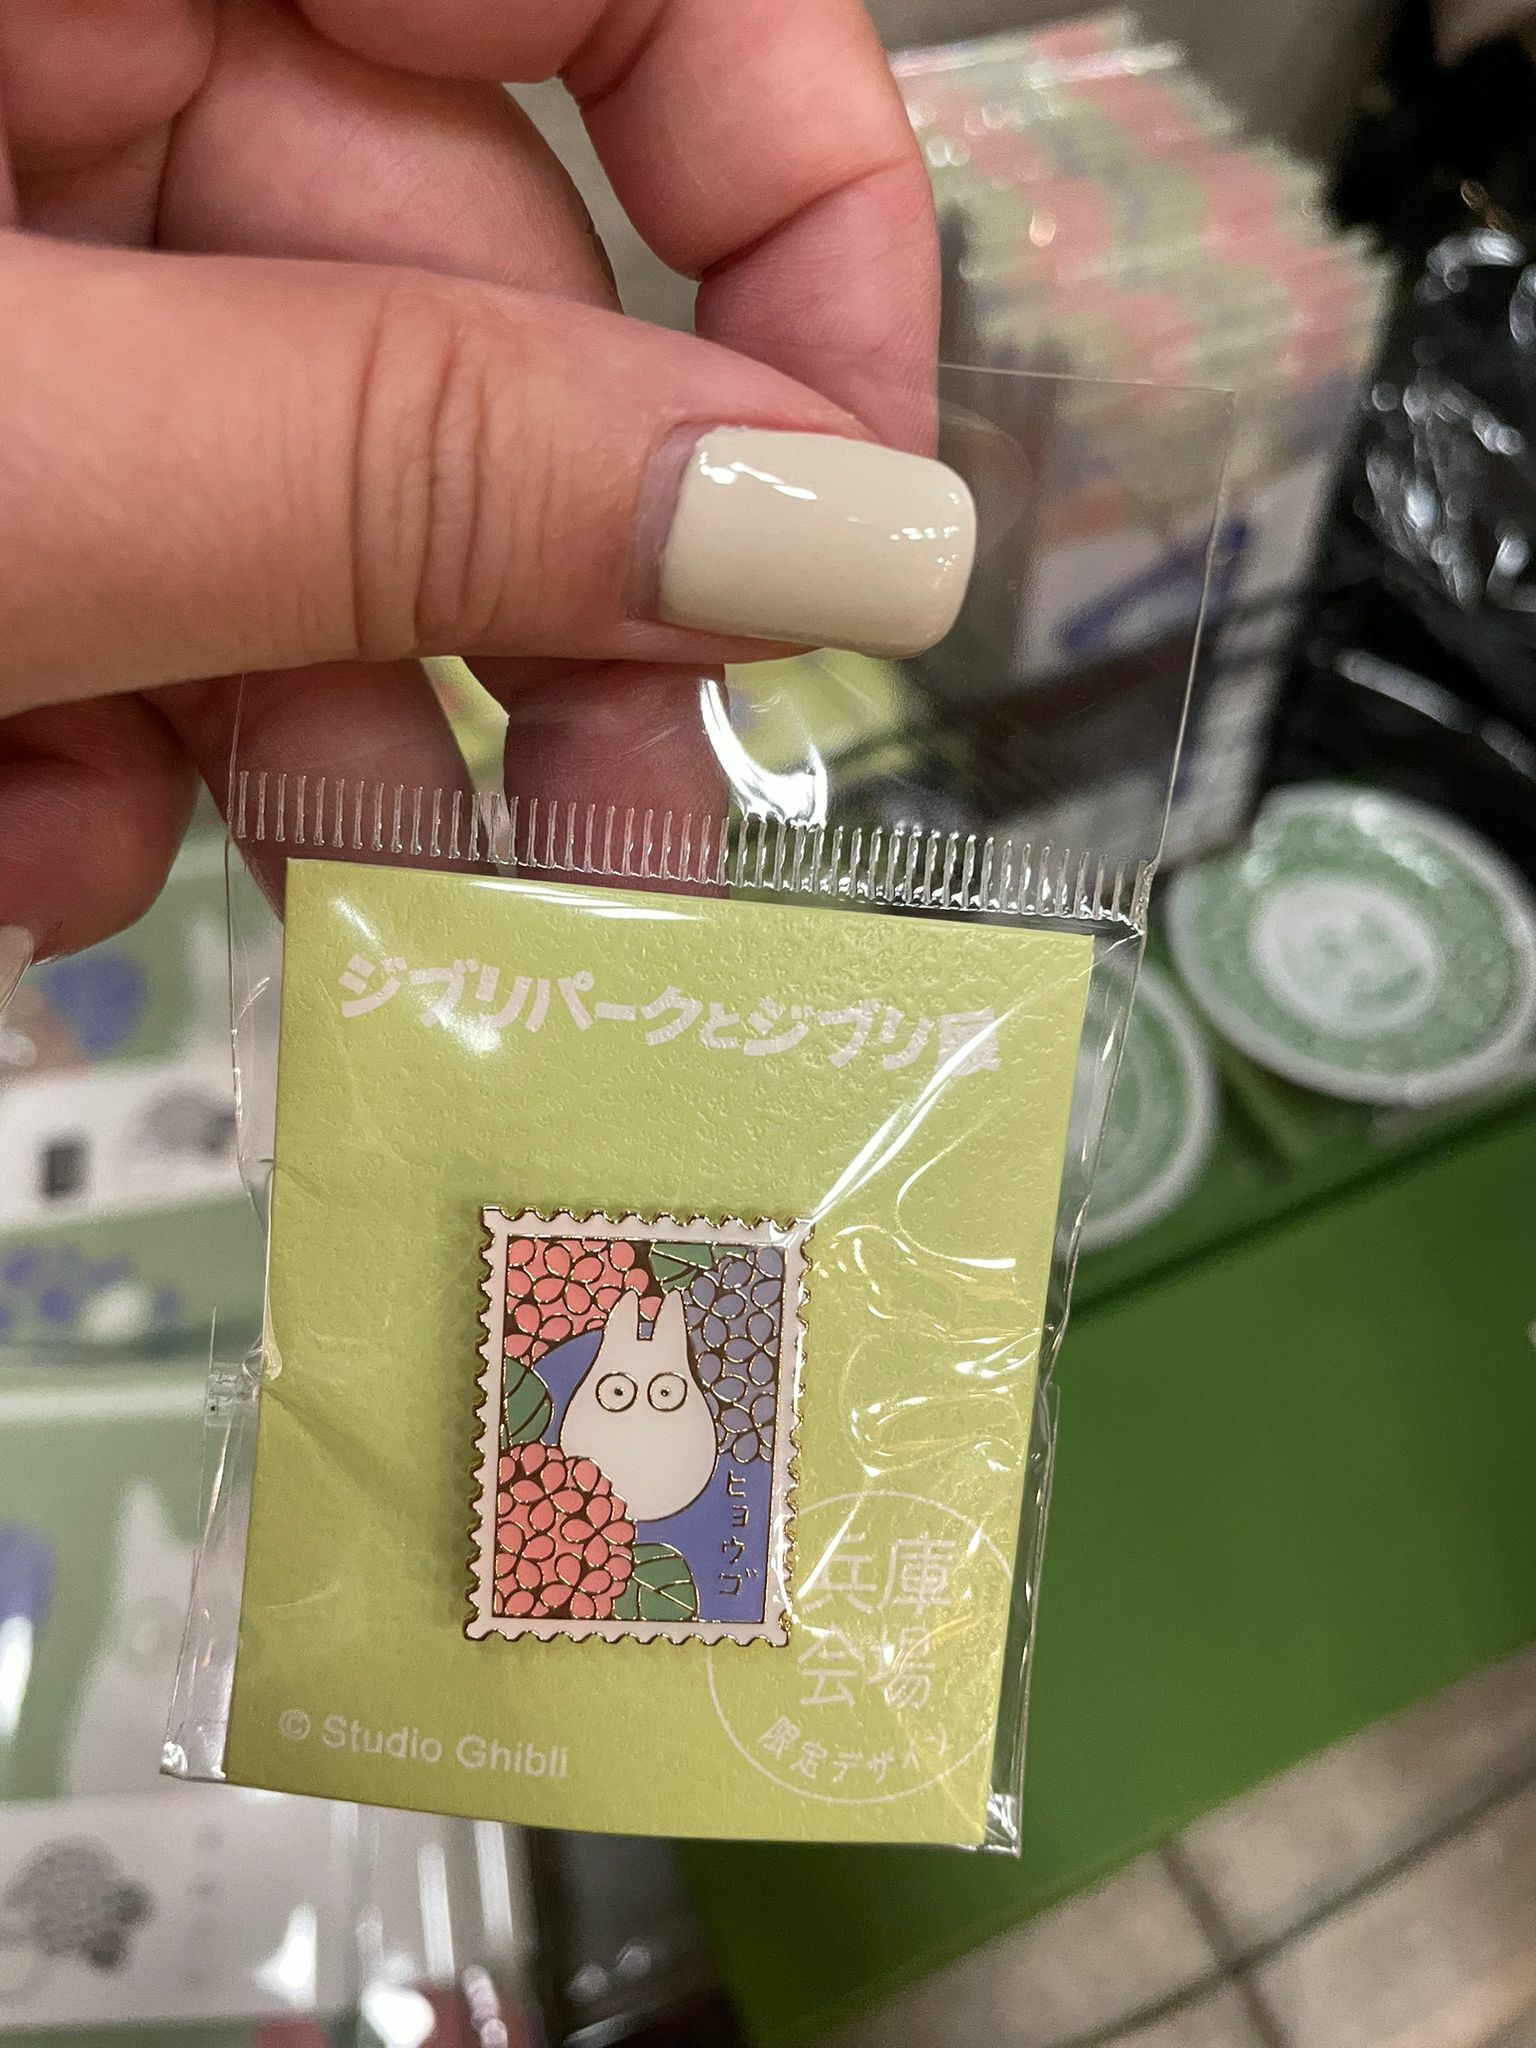 ジブリパークとジブリ展
ヒョウゴ
兵庫
会場
限定デザイン
© Studio Ghibli